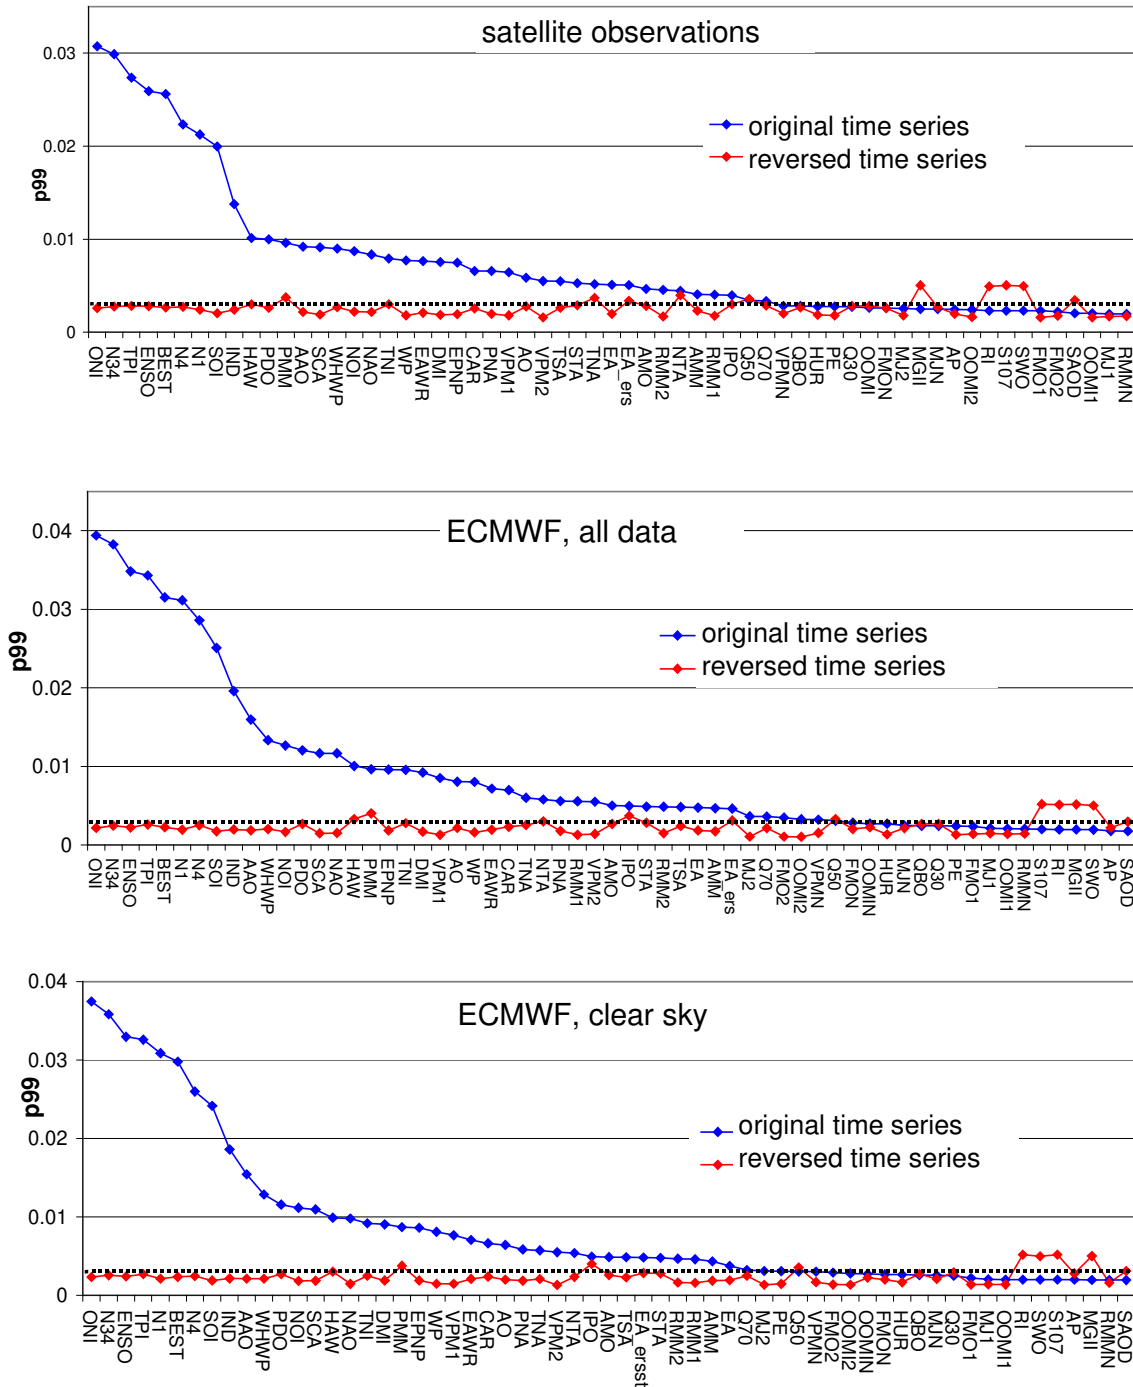 satellite observations
0.03
0.02
0.01
0
p99
original time series
reversed time series
ONI N34 TPI ENSO BEST N4 N1 SOI IND HAW PDO PMM AAO SCA WHWP NOI NAO TNI WP EAWR DMI EPNP CAR PNA VPM1 AO VPM2 TSA STA TNA EA EA_ers AMO RMM2 NTA AMM RMM1 IPO Q50 Q70 VPMN QBO HUR PE Q30 OOMI FMON MJ2 MGII MJN AP OOMI2 RI S107 SWO FMO1 FMO2 SAOD OOMI1 MJ1 RMMN
ECMWF, all data
0.04
0.03
0.02
0.01
0
p99
original time series
reversed time series
ONI N34 ENSO TPI BEST N1 N4 SOI IND AAO WHWP NOI PDO SCA NAO HAW PMM EPNP TNI DMI VPM1 AO WP EAWR CAR TNA NTA PNA RMM1 VPM2 AMO IPO STA RMM2 TSA EA AMM EA_ers MJ2 Q70 FMO2 OOMI2 VPMN Q50 FMON OOMIN HUR MJN QBO Q30 PE FMO1 MJ1 OOMI1 RMMN S107 RI MGII SWO AP SAOD
ECMWF, clear sky
0.04
0.03
0.02
0.01
0
p99
original time series
reversed time series
ONI N34 ENSO TPI N1 BEST N4 SOI IND AAO WHWP PDO NOI SCA HAW NAO TNI DMI PMM EPNP WP VPM1 EAWR CAR AO PNA TNA VPM2 NTA IPO AMO TSA EA_ersst STA RMM2 RMM1 AMM EA Q70 MJ2 PE Q50 VPMN FMO2 OOMI2 OOMIN FMON HUR QBO MJN Q30 FMO1 MJ1 OOMI1 RI SWO S107 AP MGII RMMN SAOD